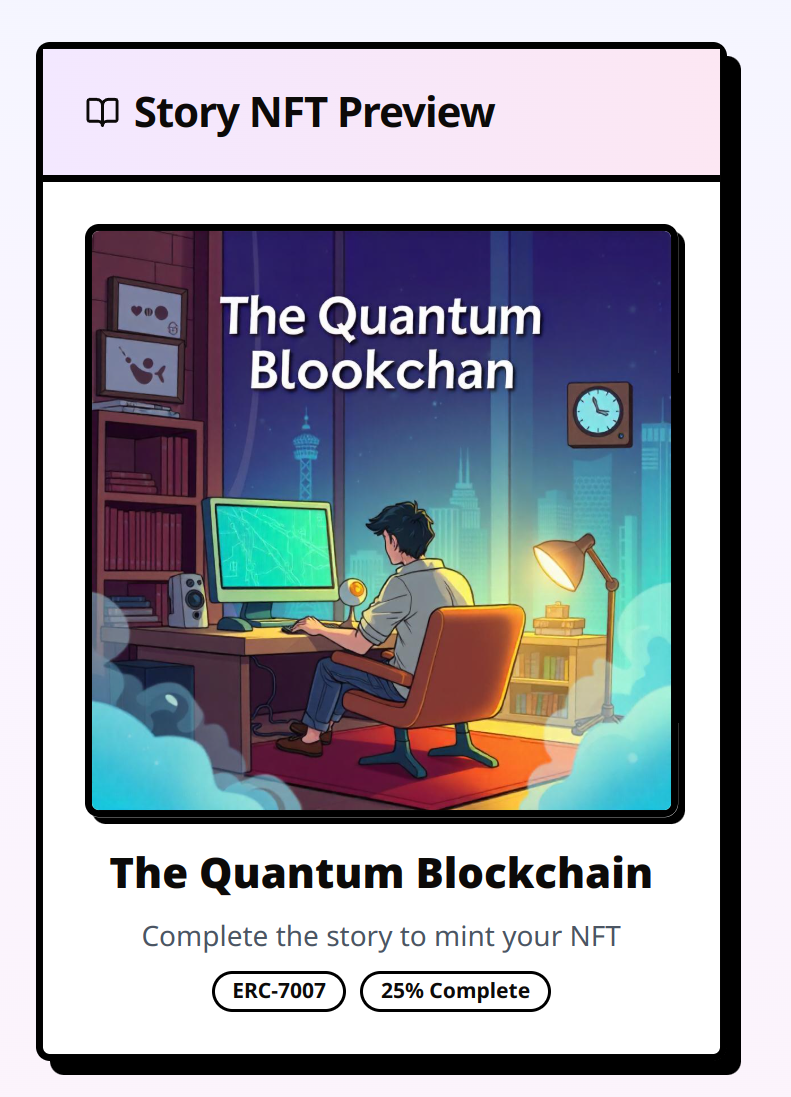 Story NFT Preview
The Quantum
Blookchan
The Quantum Blockchain
Complete the story to mint your NFT
ERC-7007
25% Complete